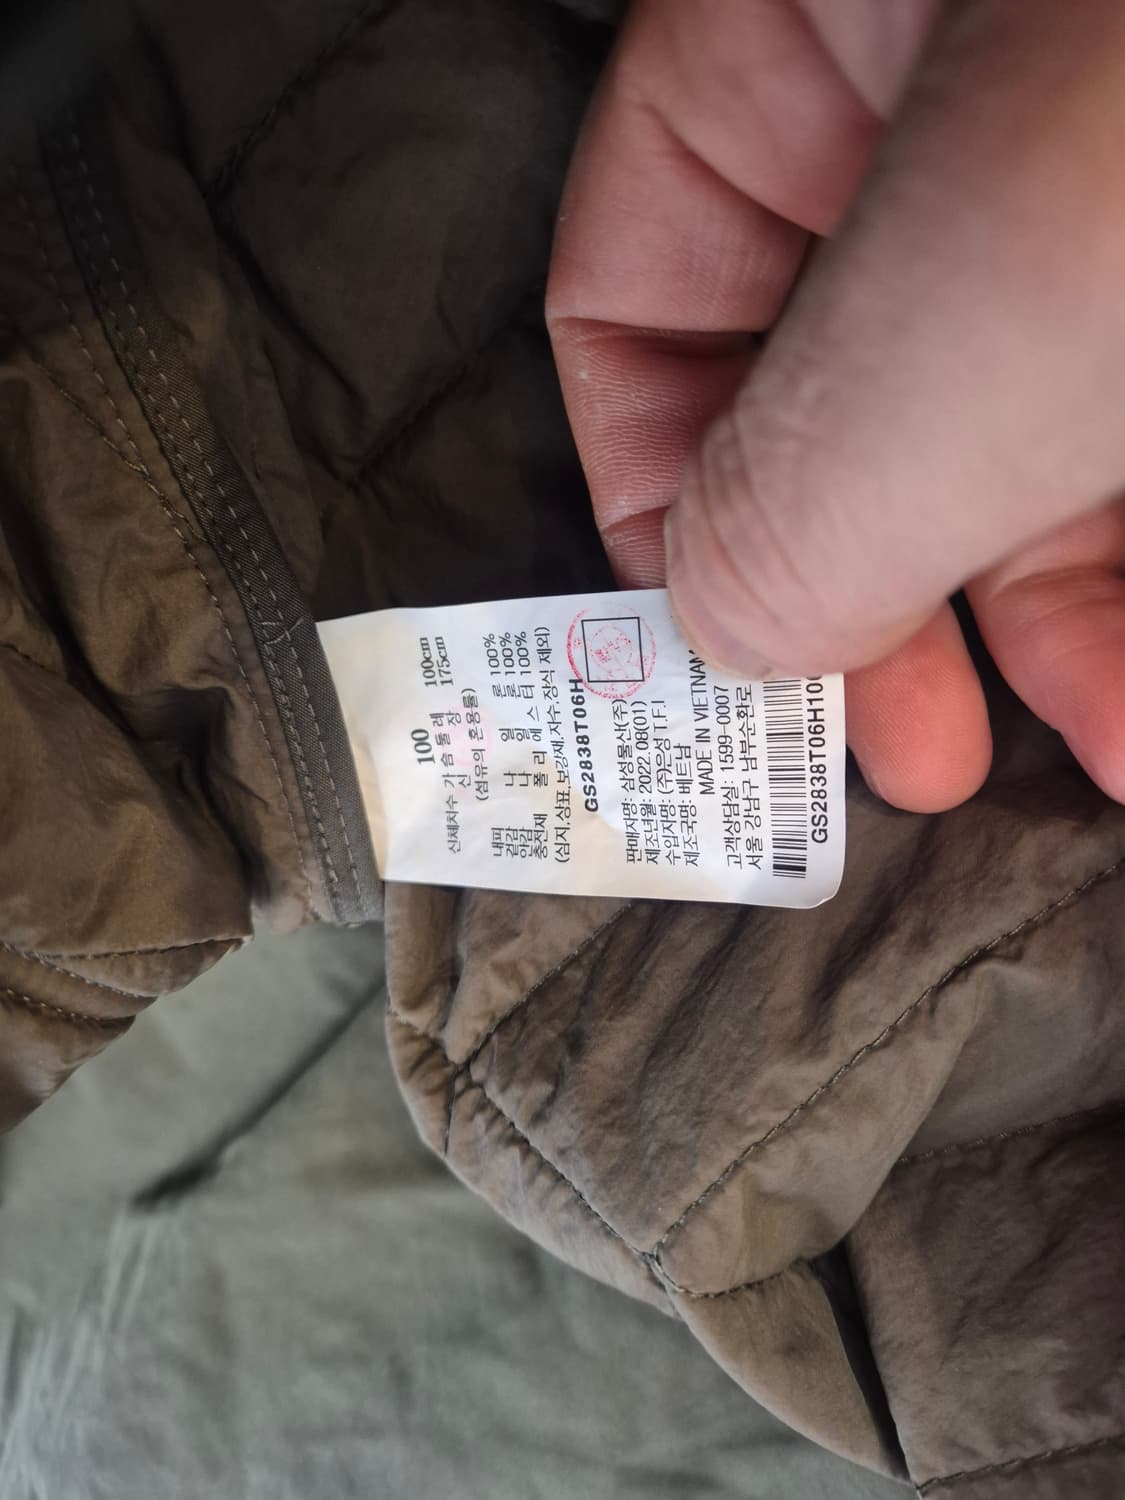 100
신체치수 가슴둘레 100cm
신장 175cm
(섬유의 혼용률)
내피
겉감 나일론 100%
안감 나일론 100%
충전재 폴리에스터 100%
(심지,상표,보강재,자수,장식 제외)
GS2838T06H
판매자명: 삼성물산(주)
제조년월: 2022.08(01)
수입자명: (주)은성 T.F.I
제조국명: 베트남
MADE IN VIETNAM
고객상담실: 1599-0007
서울 강남구 남부순환로
GS2838T06H100